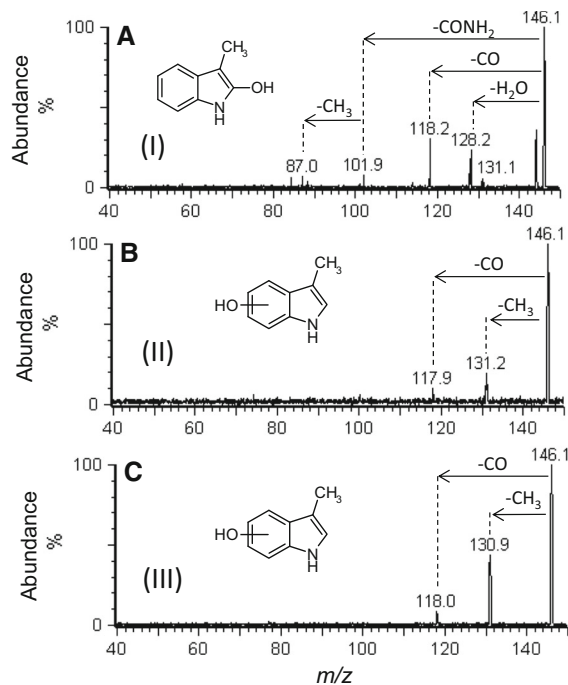 A
146.1
-CONH₂
-CO
-H₂O
-CH₃
CH₃
OH
N
H
(I)
87.0
101.9
118.2
128.2
131.1
Abundance
%
100
0
40 60 80 100 120 140
B
146.1
-CO
-CH₃
CH₃
HO
N
H
(II)
117.9
131.2
Abundance
%
100
0
40 60 80 100 120 140
C
146.1
-CO
-CH₃
CH₃
HO
N
H
(III)
118.0
130.9
Abundance
%
100
0
40 60 80 100 120 140
m/z